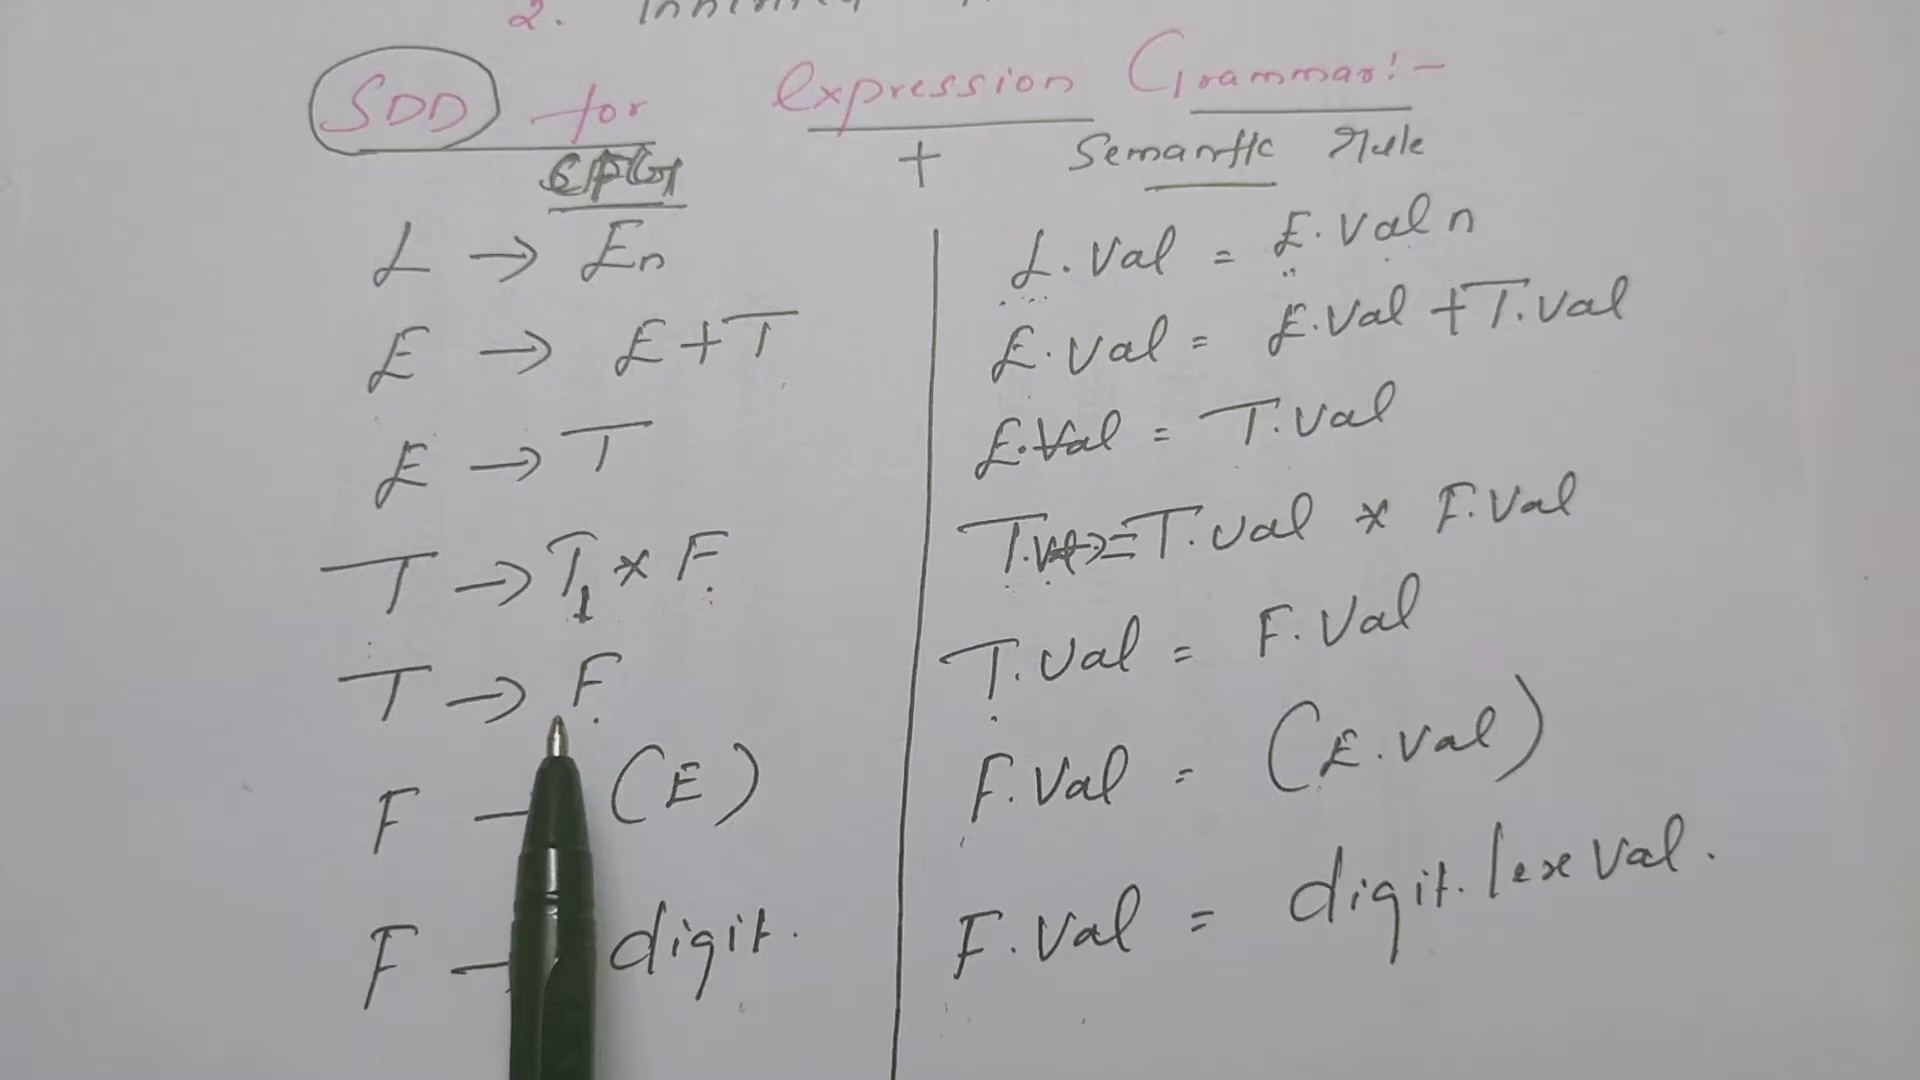 2.
SDD for Expression Grammar:-
CFG + Semantic Rule
L → En L.Val = E.Val n
E → E+T E.Val = E.Val + T.Val
E → T E.Val = T.Val
T → T1 * F T.Val = T.Val * F.Val
T → F T.Val = F.Val
F → (E) F.Val = (E.Val)
F → digit. F.Val = digit.lexval.